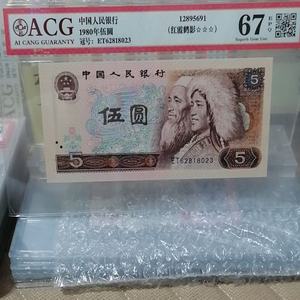 ACG
AI CANG GUARANTY
中国人民银行
1980年伍圆
冠号: ET62818023
12895691
(红霞鹤影☆☆☆)
67 EPQ
Superb Gem Unc
中国人民银行
5
伍圆
5
ET62818023
5